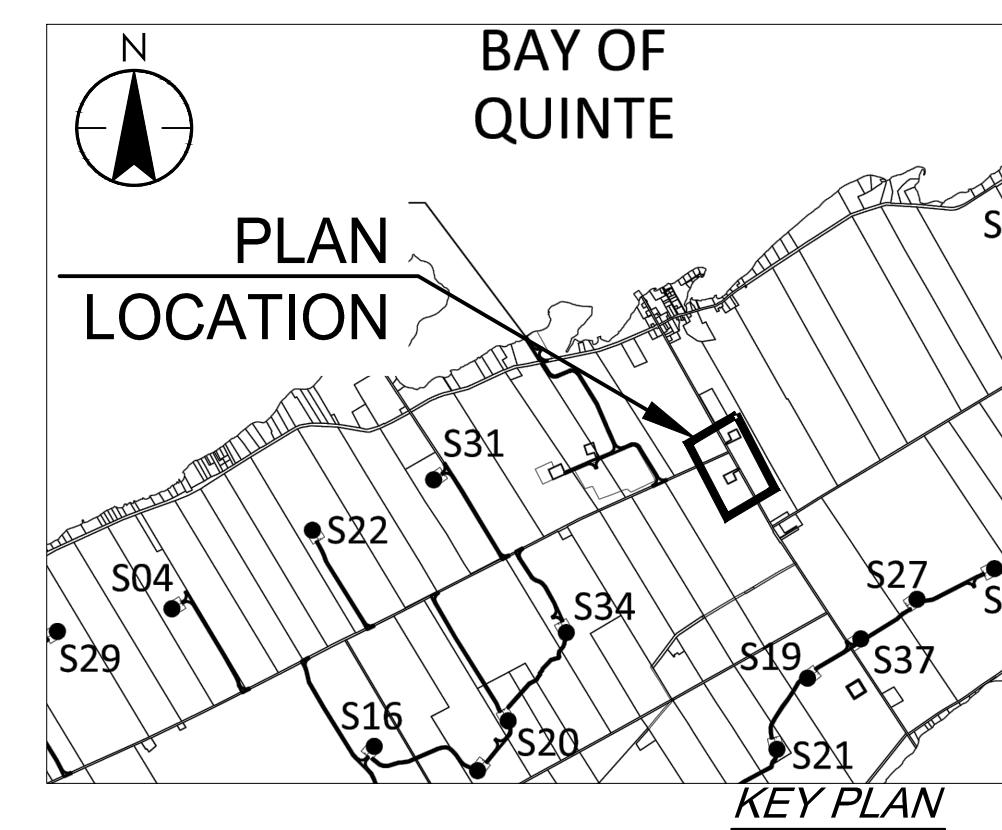 N
BAY OF
QUINTE
PLAN
LOCATION
S
S31
S22
S04
S27
S34
S
S29
S19
S37
S16
S20
S21
KEY PLAN